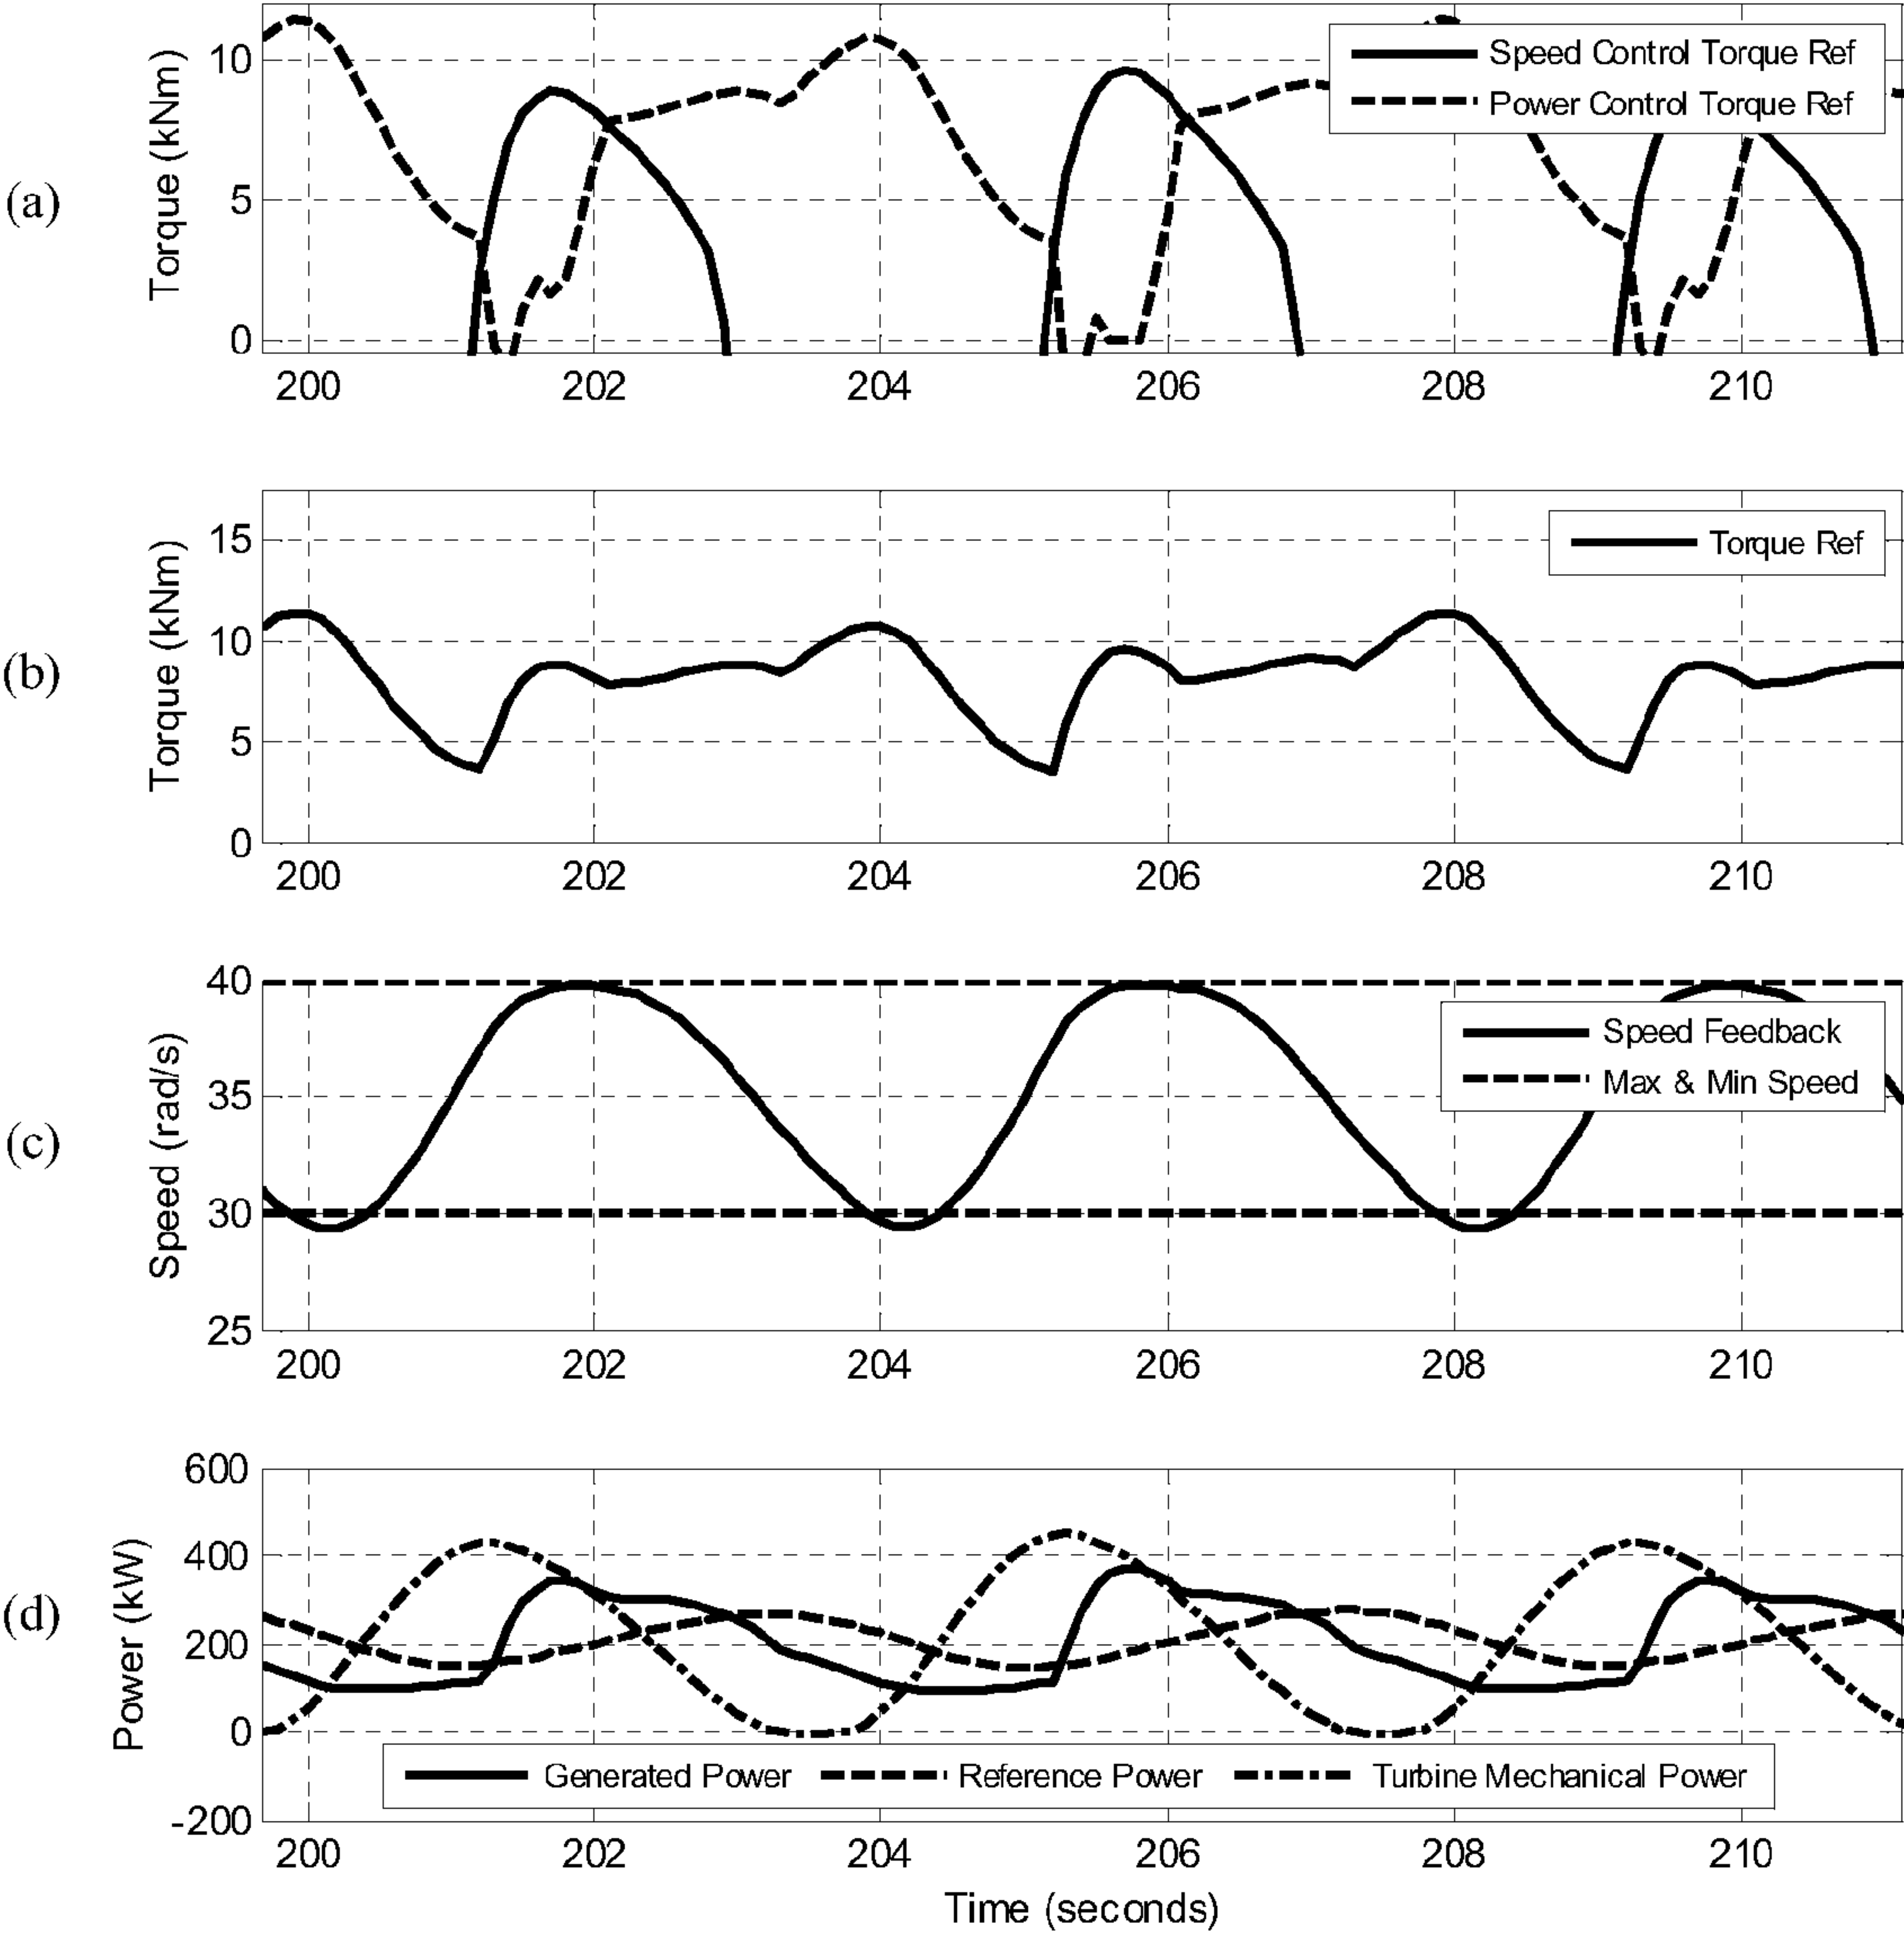 (a)
Torque (kNm)
10
5
0
Speed Control Torque Ref
Power Control Torque Ref
200 202 204 206 208 210
(b)
Torque (kNm)
15
10
5
0
Torque Ref
200 202 204 206 208 210
(c)
Speed (rad/s)
40
35
30
25
Speed Feedback
Max & Min Speed
200 202 204 206 208 210
(d)
Power (kW)
600
400
200
0
-200
Generated Power Reference Power Turbine Mechanical Power
200 202 204 206 208 210
Time (seconds)